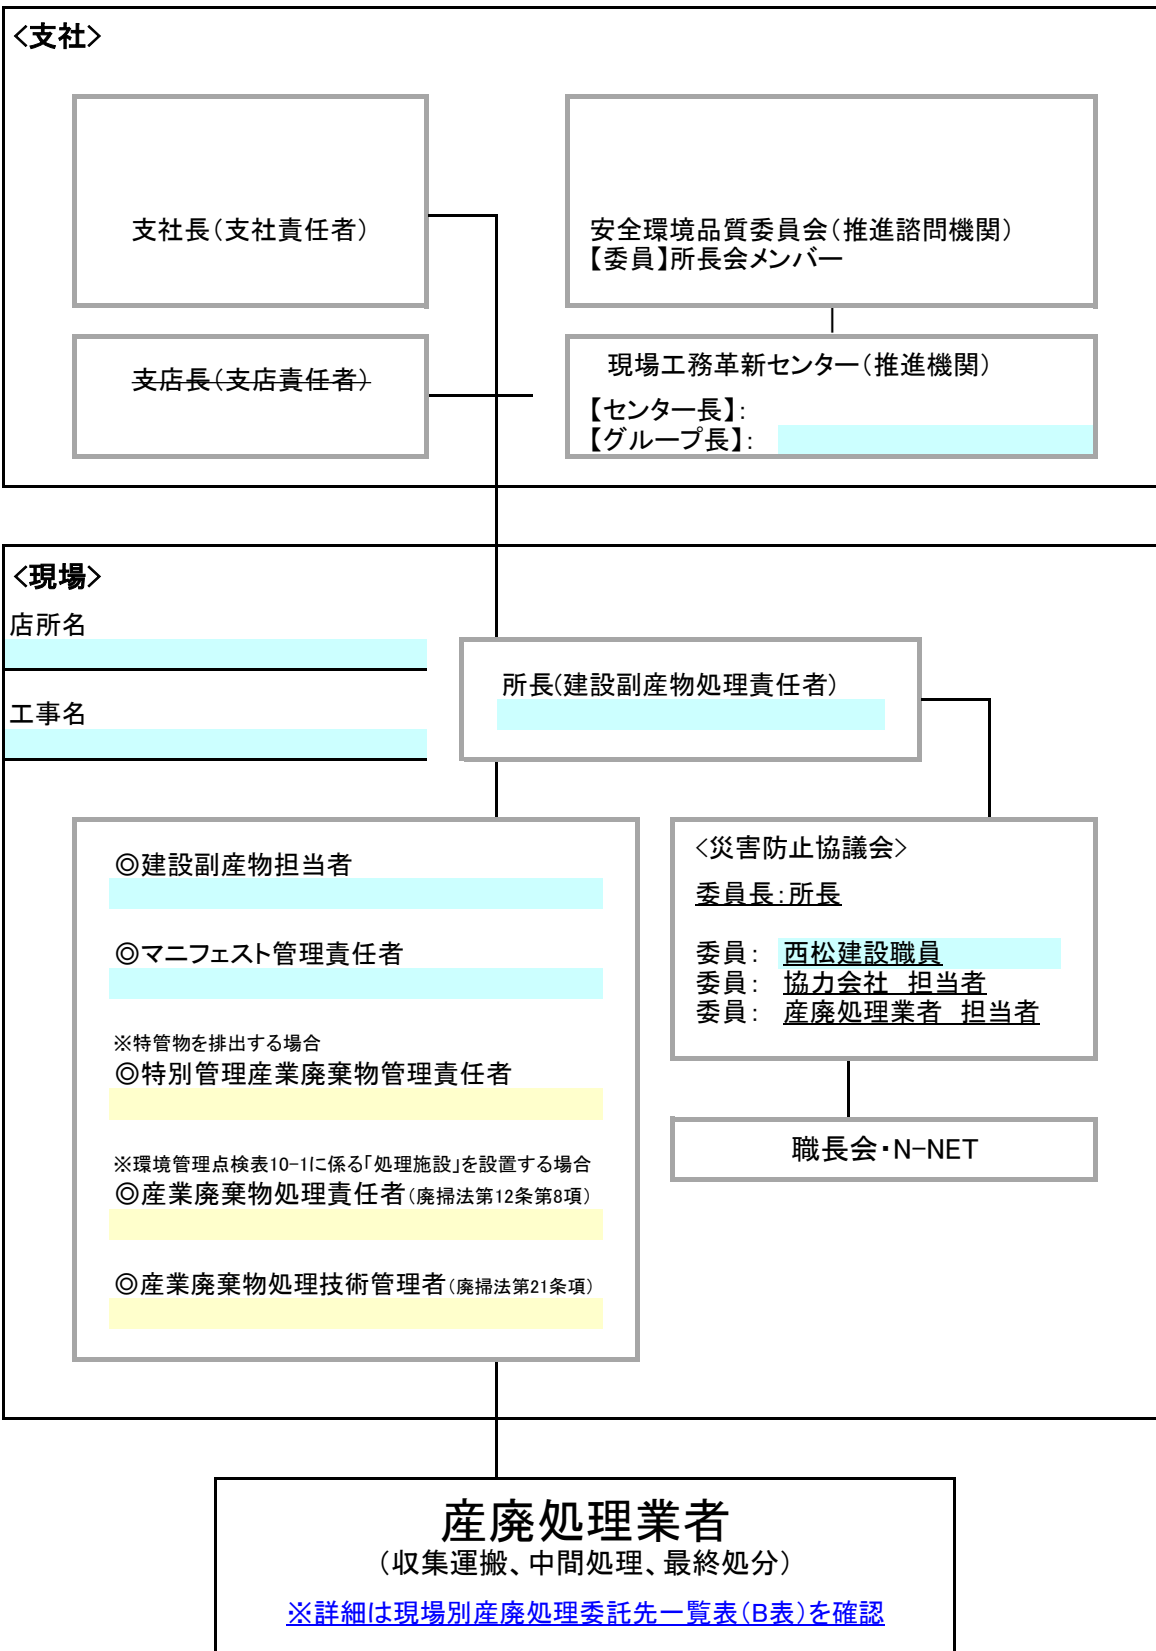 <支社>
支社長（支社責任者）
安全環境品質委員会（推進諮問機関）
【委員】所長会メンバー
支店長（支店責任者）
現場工務革新センター（推進機関）
【センター長】：
【グループ長】：
<現場>
店所名
工事名
所長(建設副産物処理責任者）
◎建設副産物担当者
◎マニフェスト管理責任者
※特管物を排出する場合
◎特別管理産業廃棄物管理責任者
※環境管理点検表10-1に係る「処理施設」を設置する場合
◎産業廃棄物処理責任者（廃掃法第12条第8項）
◎産業廃棄物処理技術管理者（廃掃法第21条項）
<災害防止協議会>
委員長：所長
委員： 西松建設職員
委員： 協力会社 担当者
委員： 産廃処理業者 担当者
職長会・N-NET
産廃処理業者
（収集運搬、中間処理、最終処分）
※詳細は現場別産廃処理委託先一覧表（B表）を確認